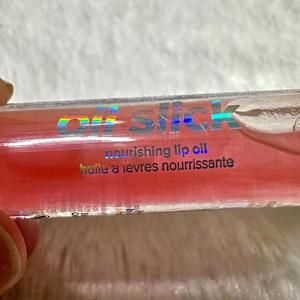 oil slick
nourishing lip oil
huile à lèvres nourrissante